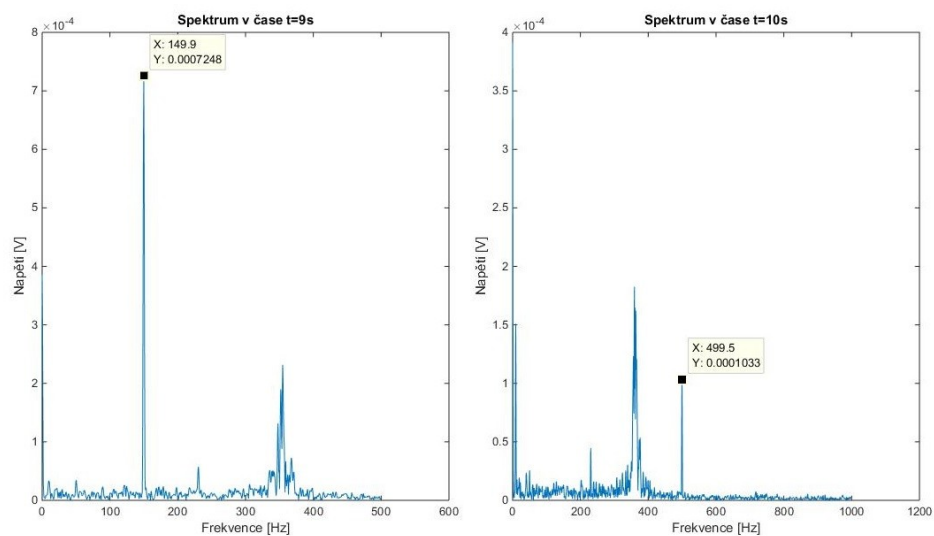 Spektrum v čase t=9s
×10⁻⁴
8
7
6
5
4
3
2
1
0
X: 149.9
Y: 0.0007248
Napětí [V]
0 100 200 300 400 500 600
Frekvence [Hz]
Spektrum v čase t=10s
×10⁻⁴
4
3.5
3
2.5
2
1.5
1
0.5
0
X: 499.5
Y: 0.0001033
Napětí [V]
0 200 400 600 800 1000 1200
Frekvence [Hz]